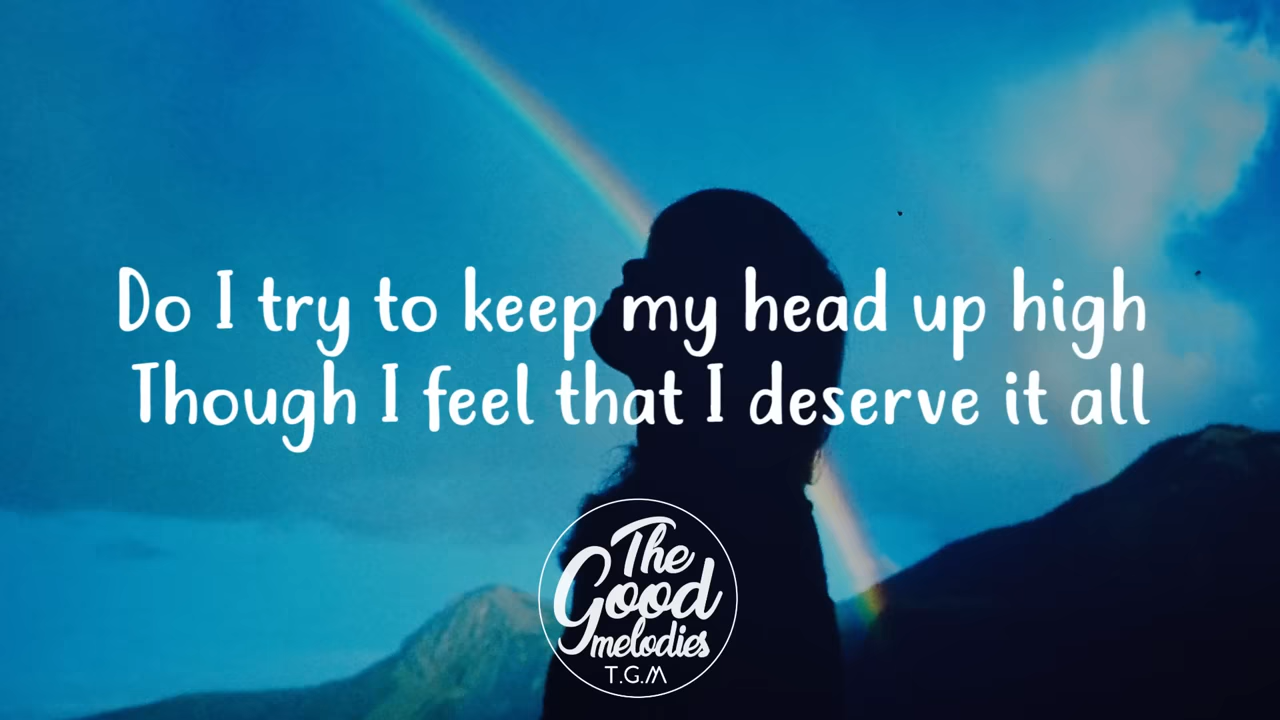 Do I try to keep my head up high
Though I feel that I deserve it all
The
Good
melodies
T.G.M